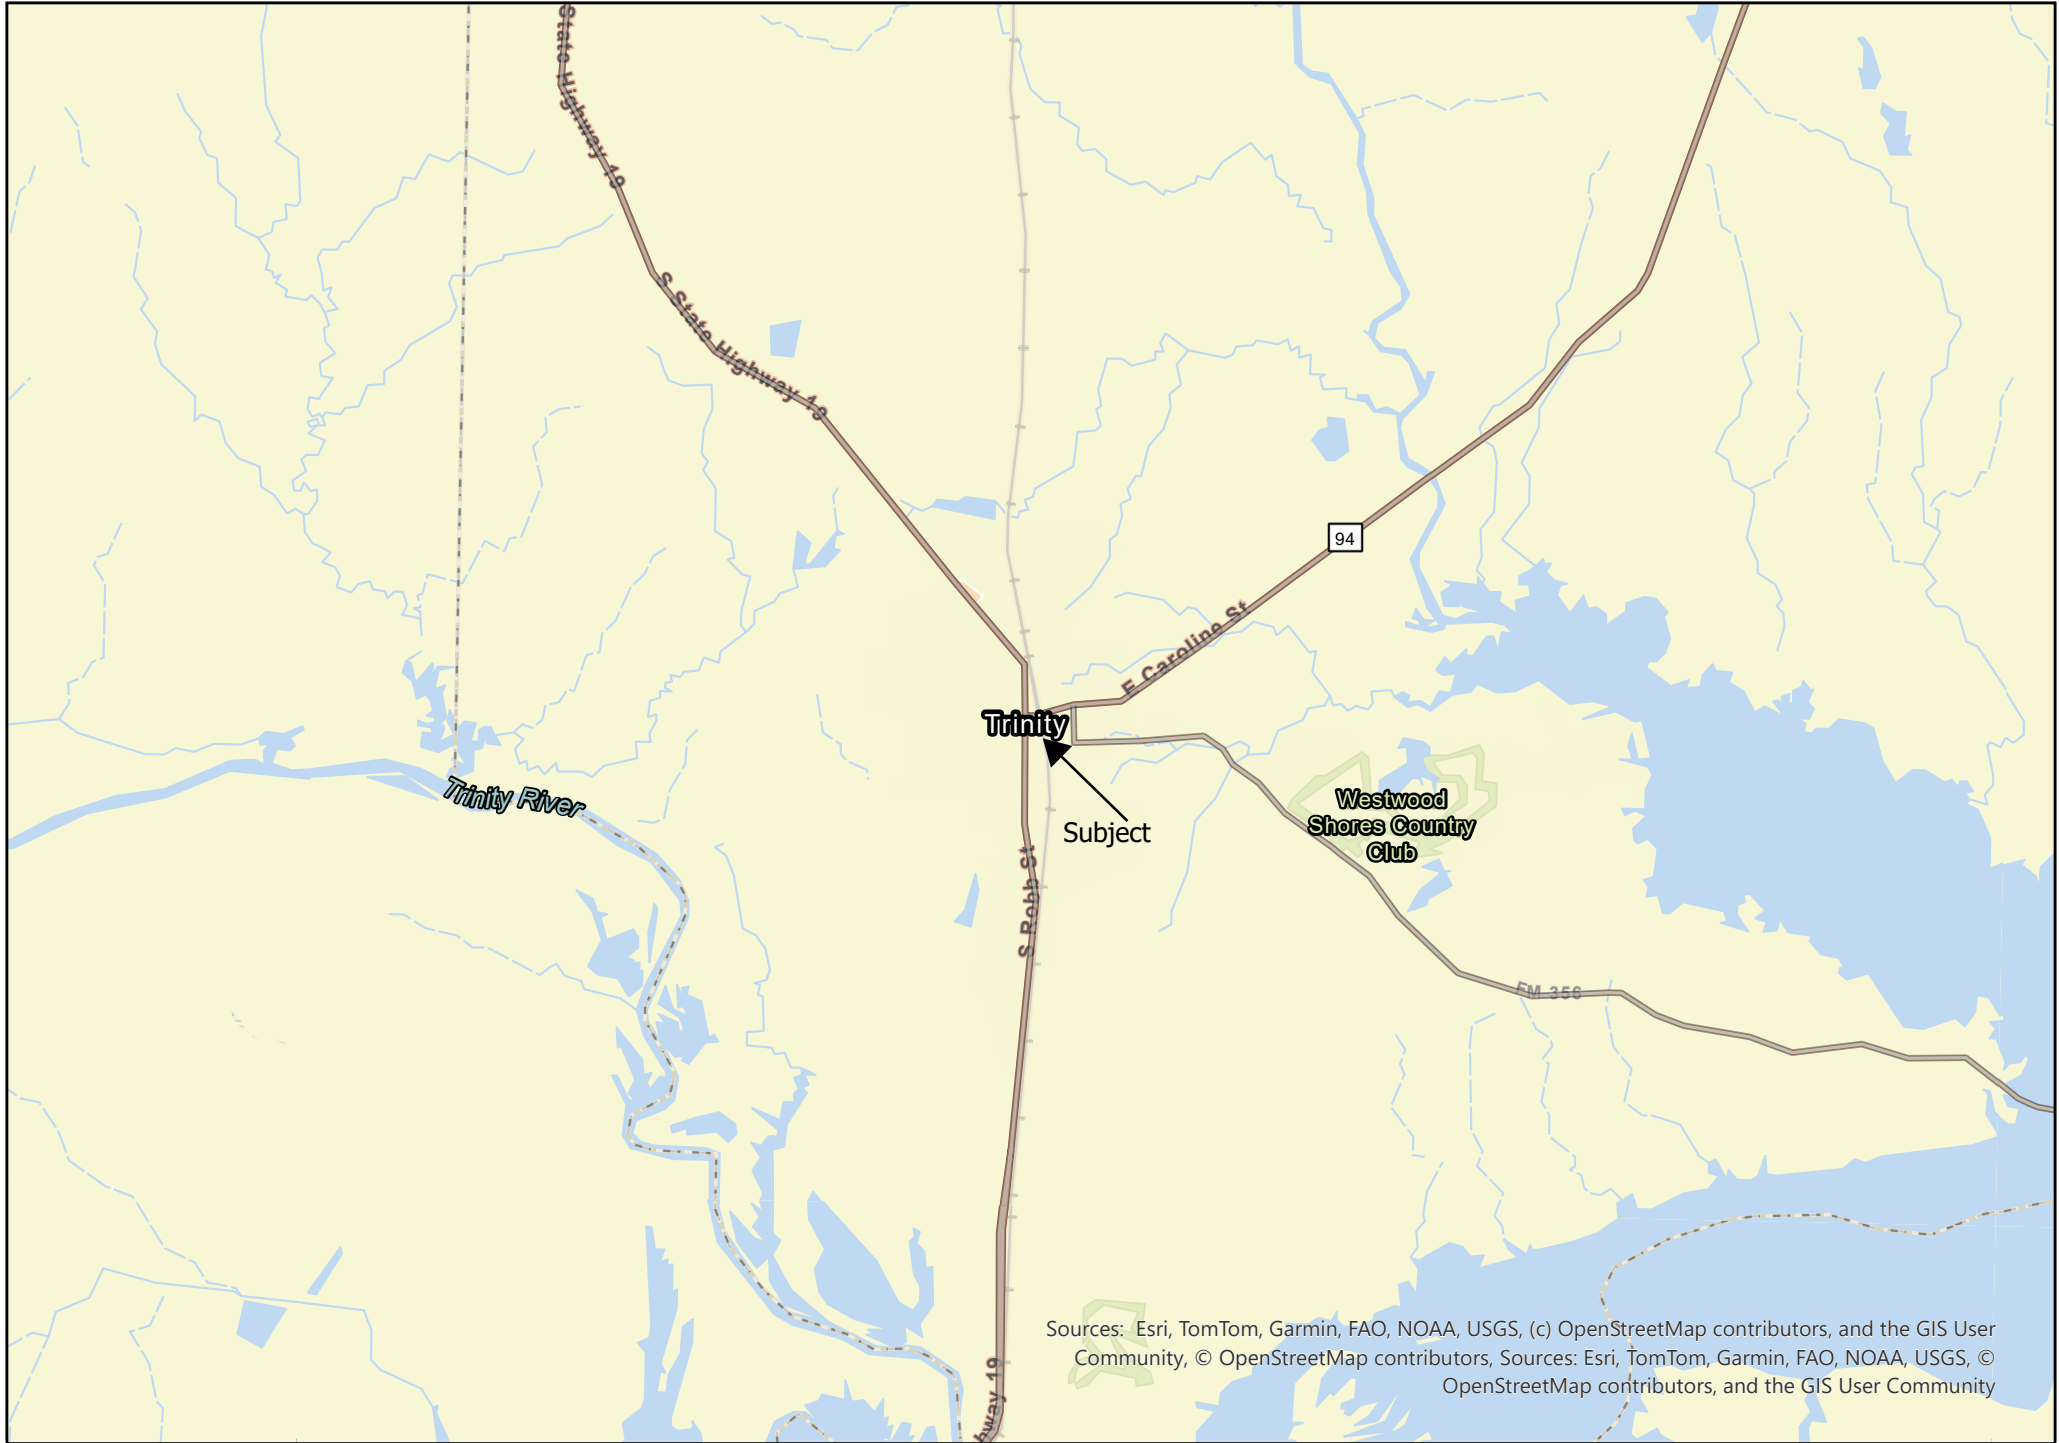 State Highway 19
S State Highway 19
94
E Caroline St
Trinity
Trinity River
Westwood
Shores Country
Club
Subject
S Robb St
FM 356
hway 19
Sources: Esri, TomTom, Garmin, FAO, NOAA, USGS, (c) OpenStreetMap contributors, and the GIS User
Community, © OpenStreetMap contributors, Sources: Esri, TomTom, Garmin, FAO, NOAA, USGS, ©
OpenStreetMap contributors, and the GIS User Community